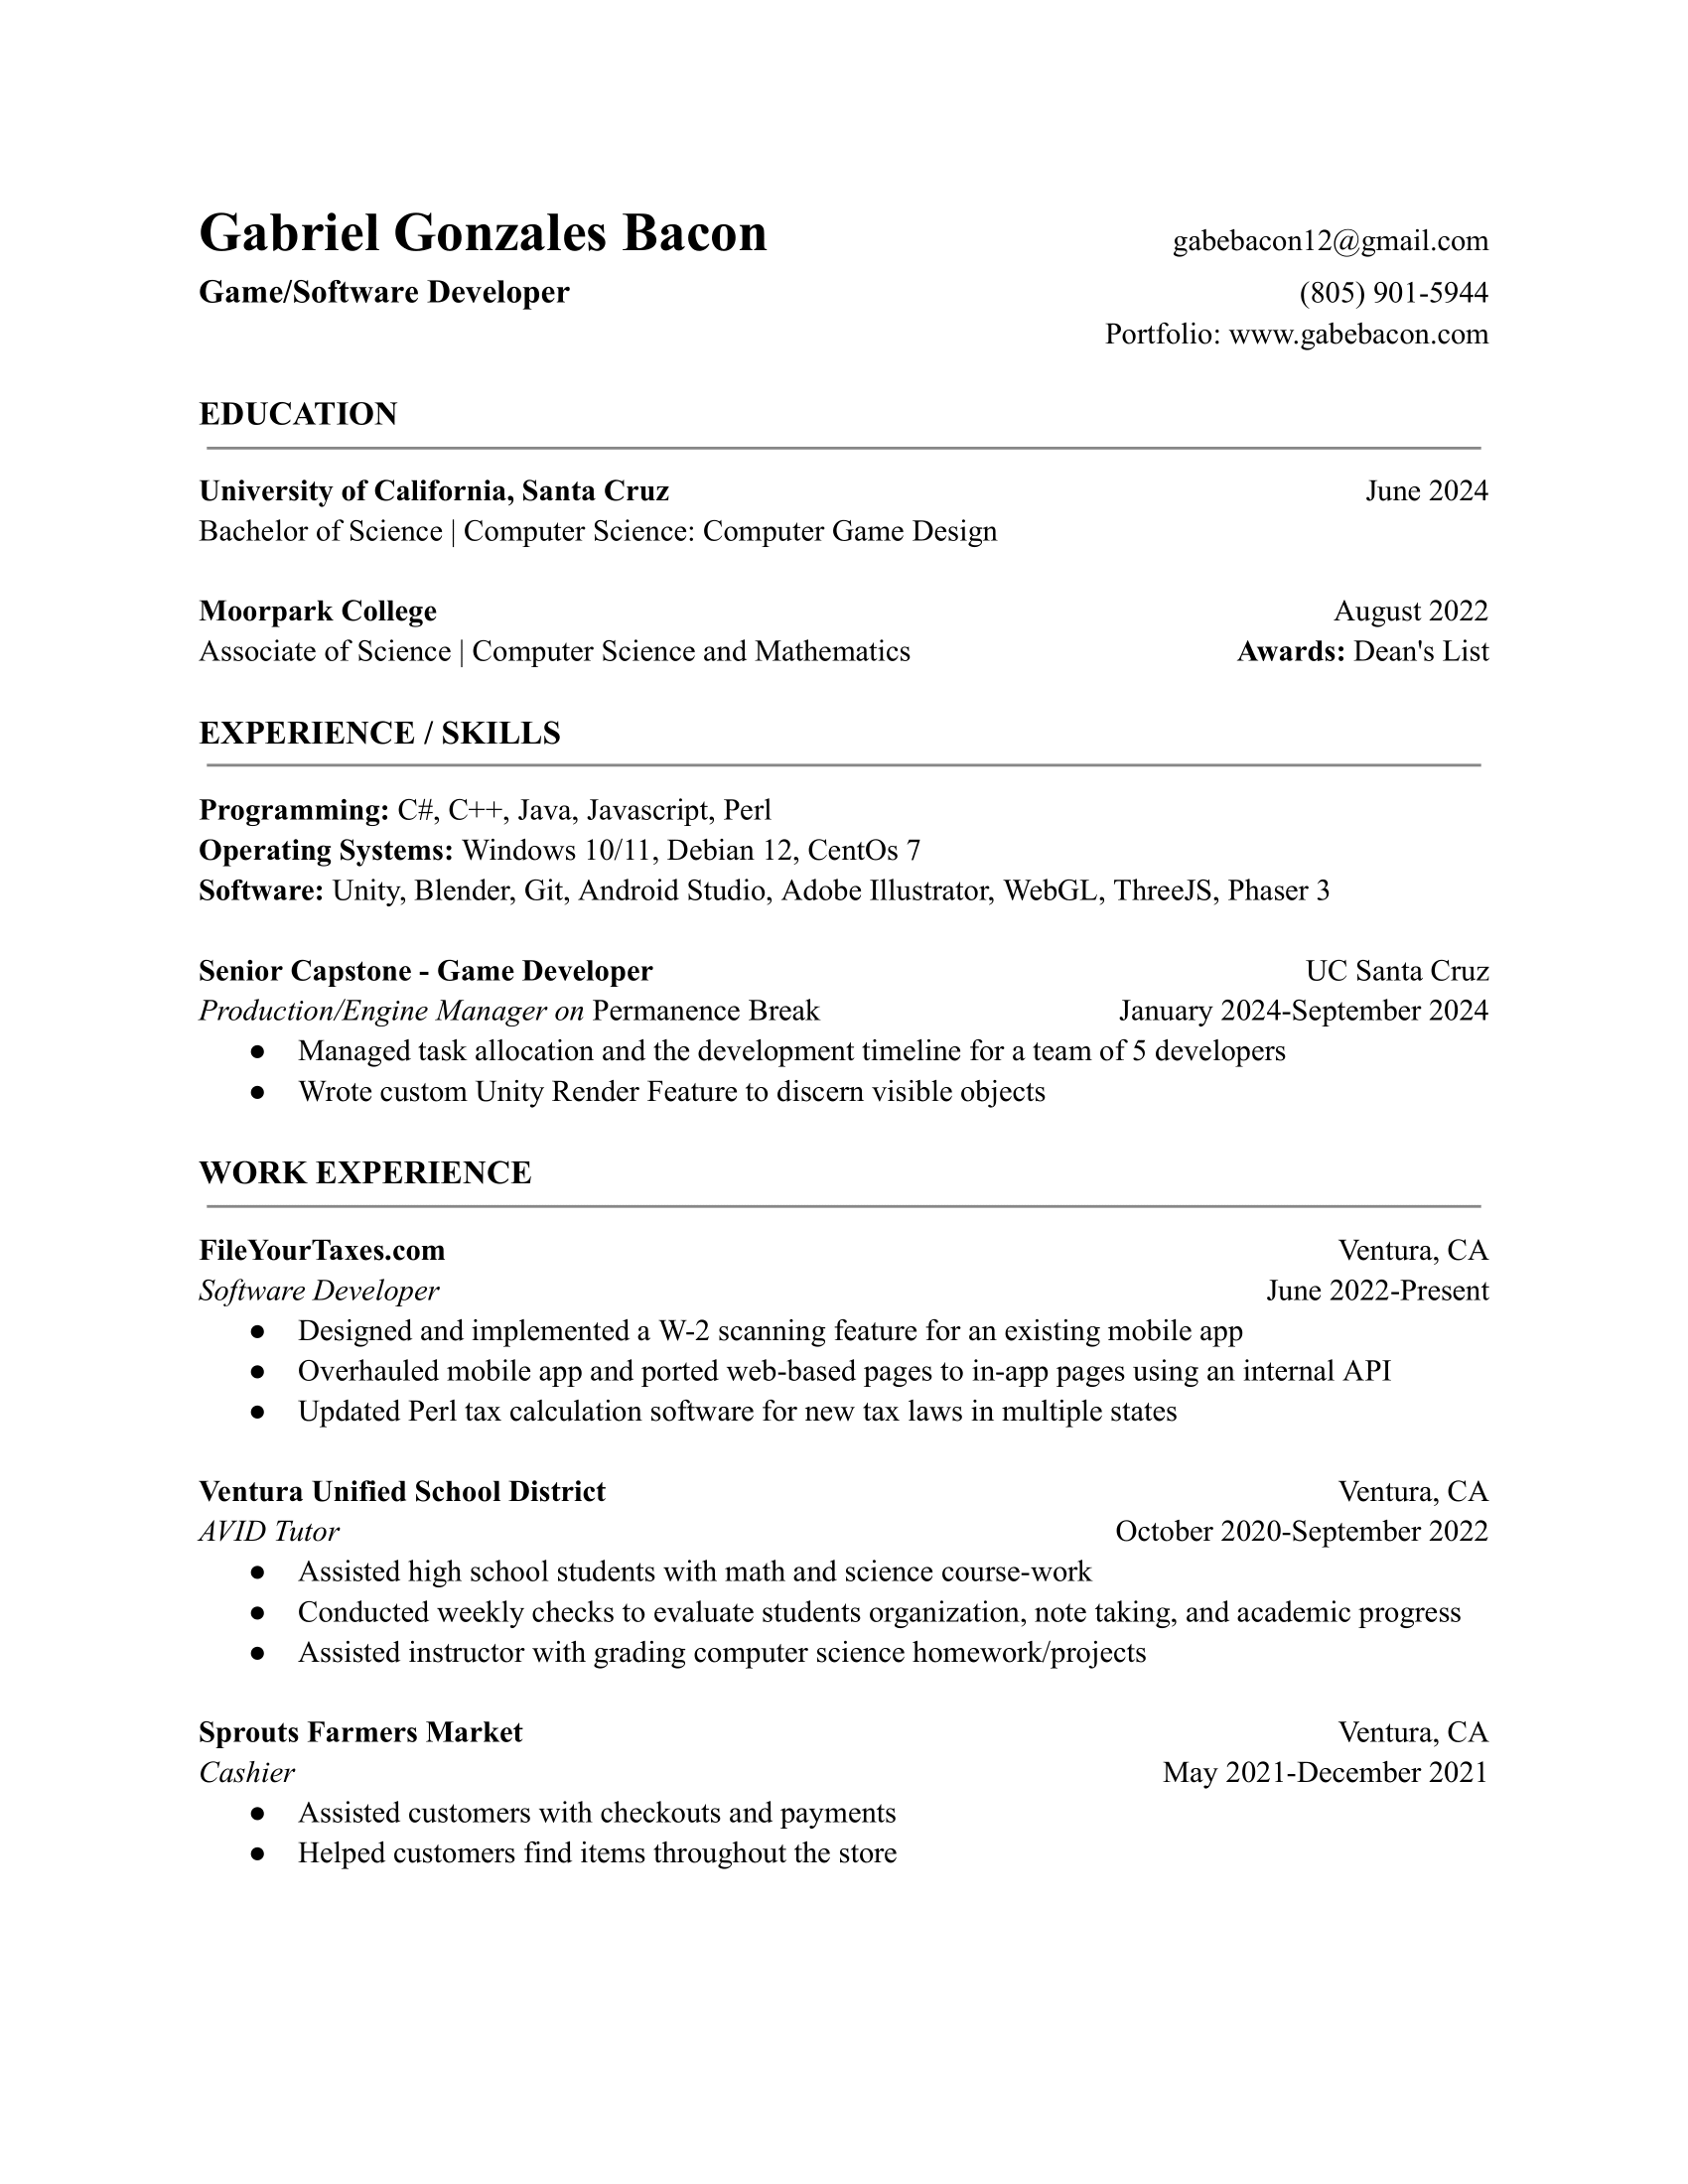 Gabriel Gonzales Bacon gabebacon12@gmail.com
Game/Software Developer (805) 901-5944
Portfolio: www.gabebacon.com
EDUCATION
University of California, Santa Cruz June 2024
Bachelor of Science | Computer Science: Computer Game Design
Moorpark College August 2022
Associate of Science | Computer Science and Mathematics Awards: Dean's List
EXPERIENCE / SKILLS
Programming: C#, C++, Java, Javascript, Perl
Operating Systems: Windows 10/11, Debian 12, CentOs 7
Software: Unity, Blender, Git, Android Studio, Adobe Illustrator, WebGL, ThreeJS, Phaser 3
Senior Capstone - Game Developer UC Santa Cruz
Production/Engine Manager on Permanence Break January 2024-September 2024
● Managed task allocation and the development timeline for a team of 5 developers
● Wrote custom Unity Render Feature to discern visible objects
WORK EXPERIENCE
FileYourTaxes.com Ventura, CA
Software Developer June 2022-Present
● Designed and implemented a W-2 scanning feature for an existing mobile app
● Overhauled mobile app and ported web-based pages to in-app pages using an internal API
● Updated Perl tax calculation software for new tax laws in multiple states
Ventura Unified School District Ventura, CA
AVID Tutor October 2020-September 2022
● Assisted high school students with math and science course-work
● Conducted weekly checks to evaluate students organization, note taking, and academic progress
● Assisted instructor with grading computer science homework/projects
Sprouts Farmers Market Ventura, CA
Cashier May 2021-December 2021
● Assisted customers with checkouts and payments
● Helped customers find items throughout the store